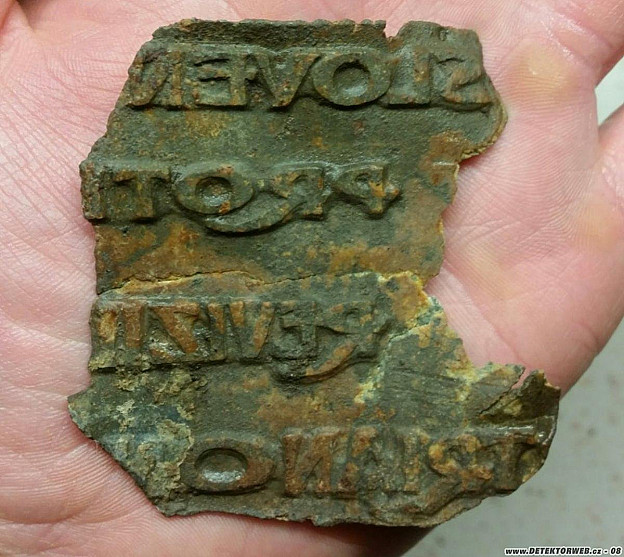 SLOVEN
PROTI
REVIZI
TRIANO
www.DETEKTORWEB.cz - 08